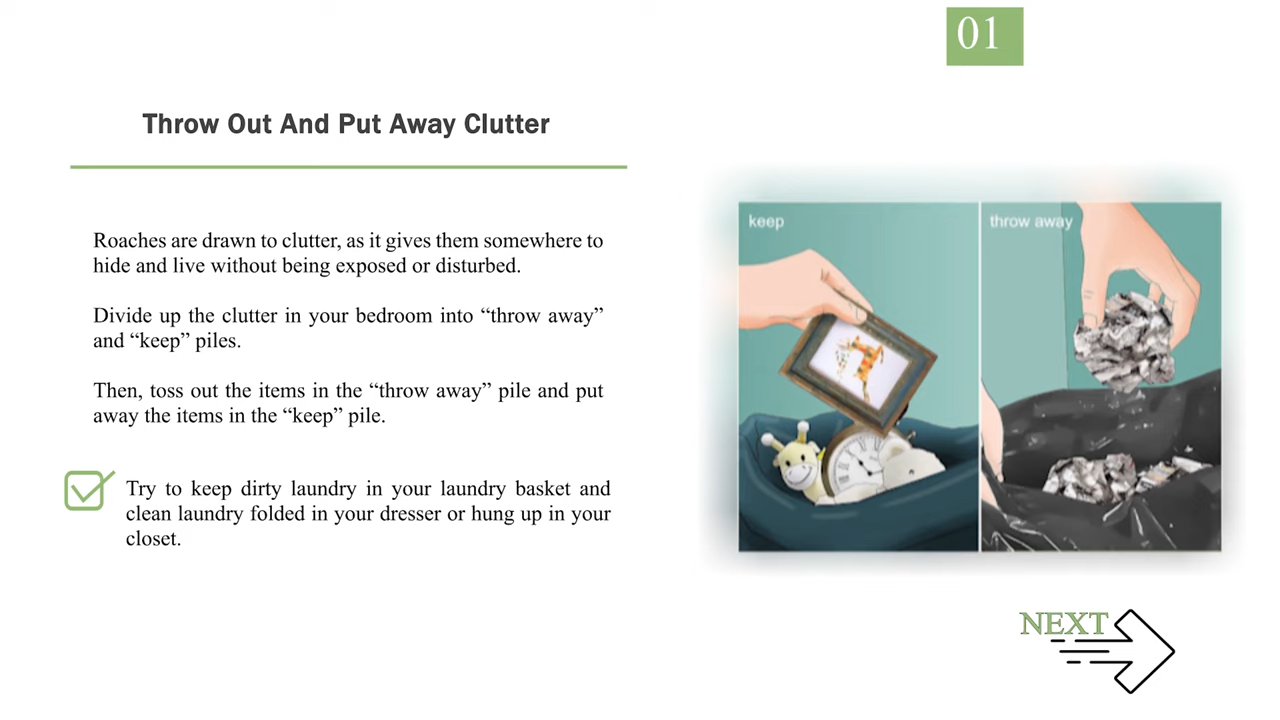 01
Throw Out And Put Away Clutter
Roaches are drawn to clutter, as it gives them somewhere to
hide and live without being exposed or disturbed.
Divide up the clutter in your bedroom into “throw away”
and “keep” piles.
Then, toss out the items in the “throw away” pile and put
away the items in the “keep” pile.
Try to keep dirty laundry in your laundry basket and
clean laundry folded in your dresser or hung up in your
closet.
keep
throw away
NEXT